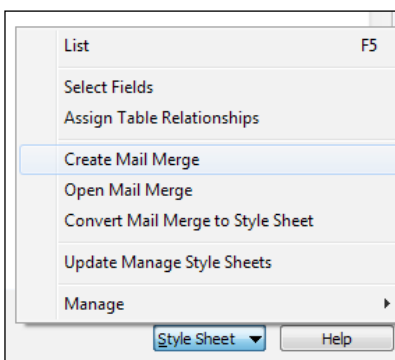 List F5
Select Fields
Assign Table Relationships
Create Mail Merge
Open Mail Merge
Convert Mail Merge to Style Sheet
Update Manage Style Sheets
Manage
Style Sheet Help